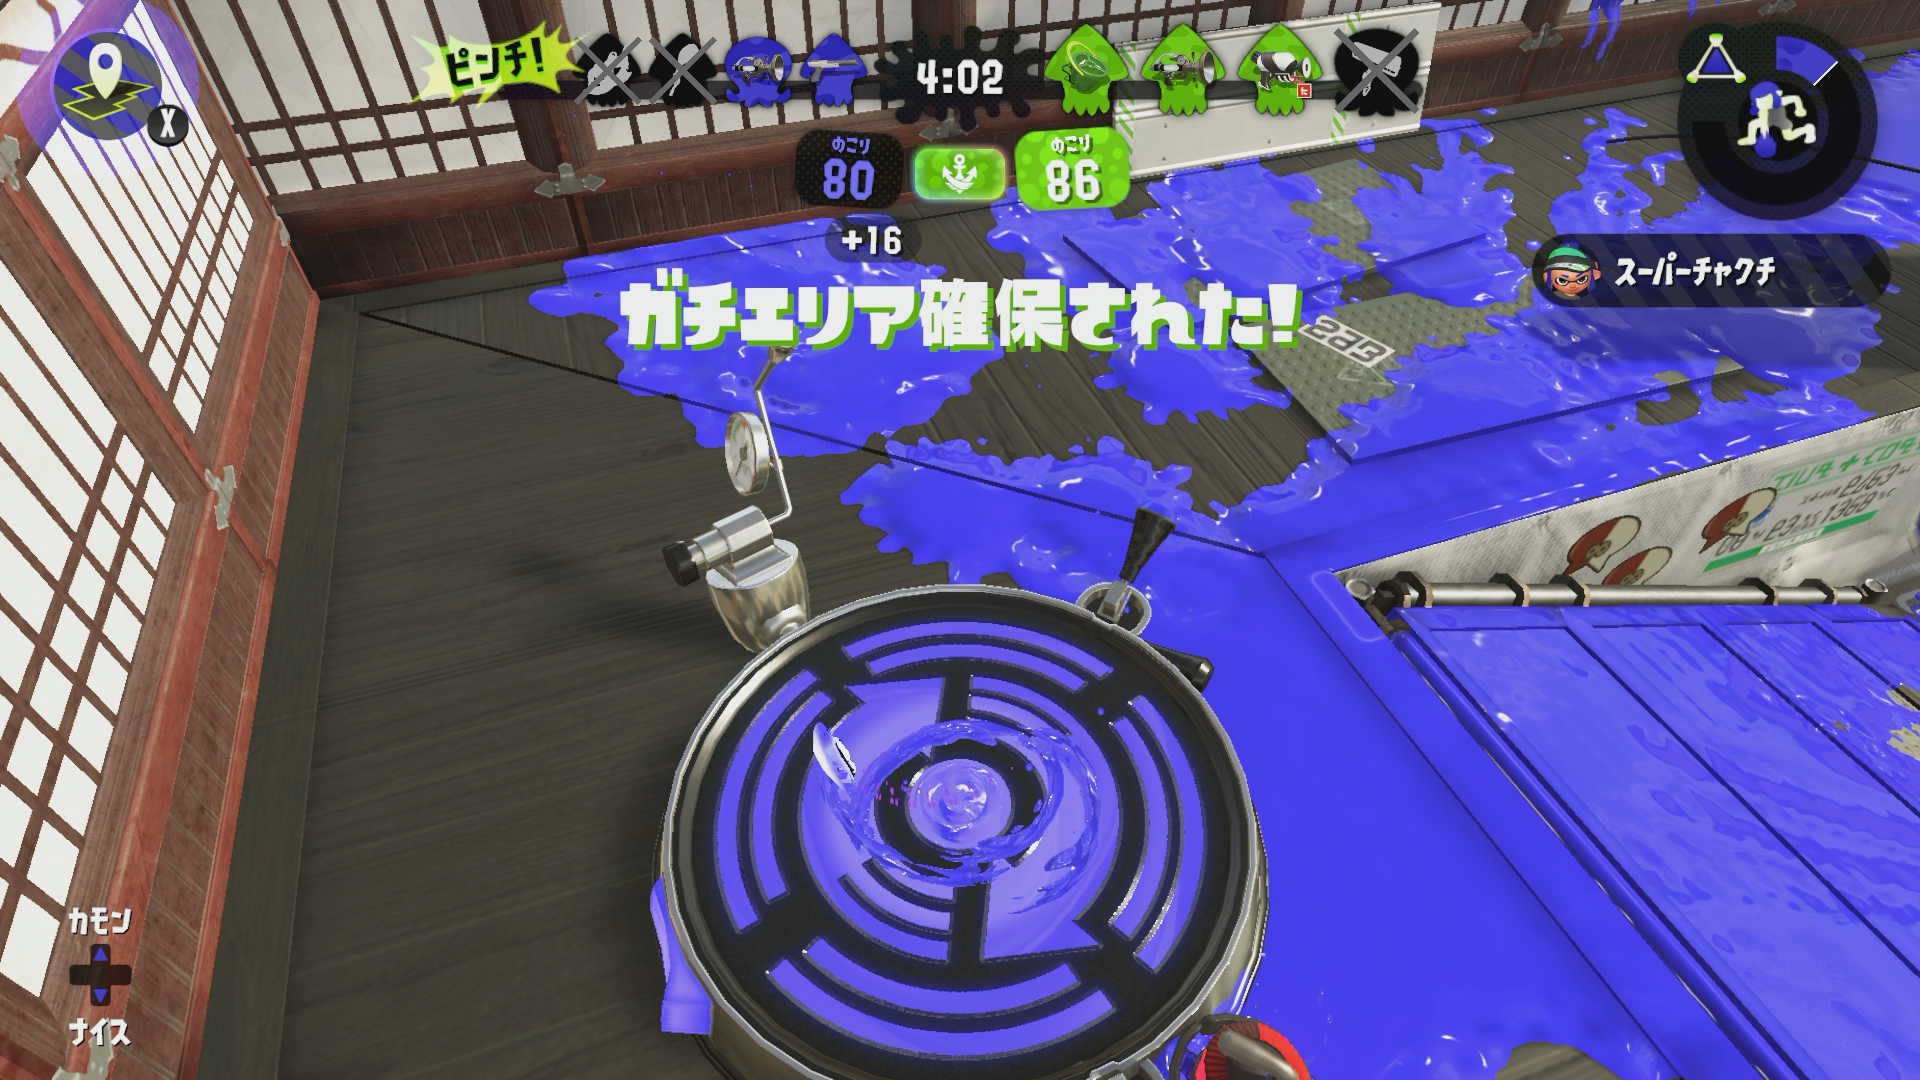 ピンチ!
4:02
X
のこり
80
のこり
86
+16
スーパーチャクチ
ガチエリア確保された!
カモン
ナイス